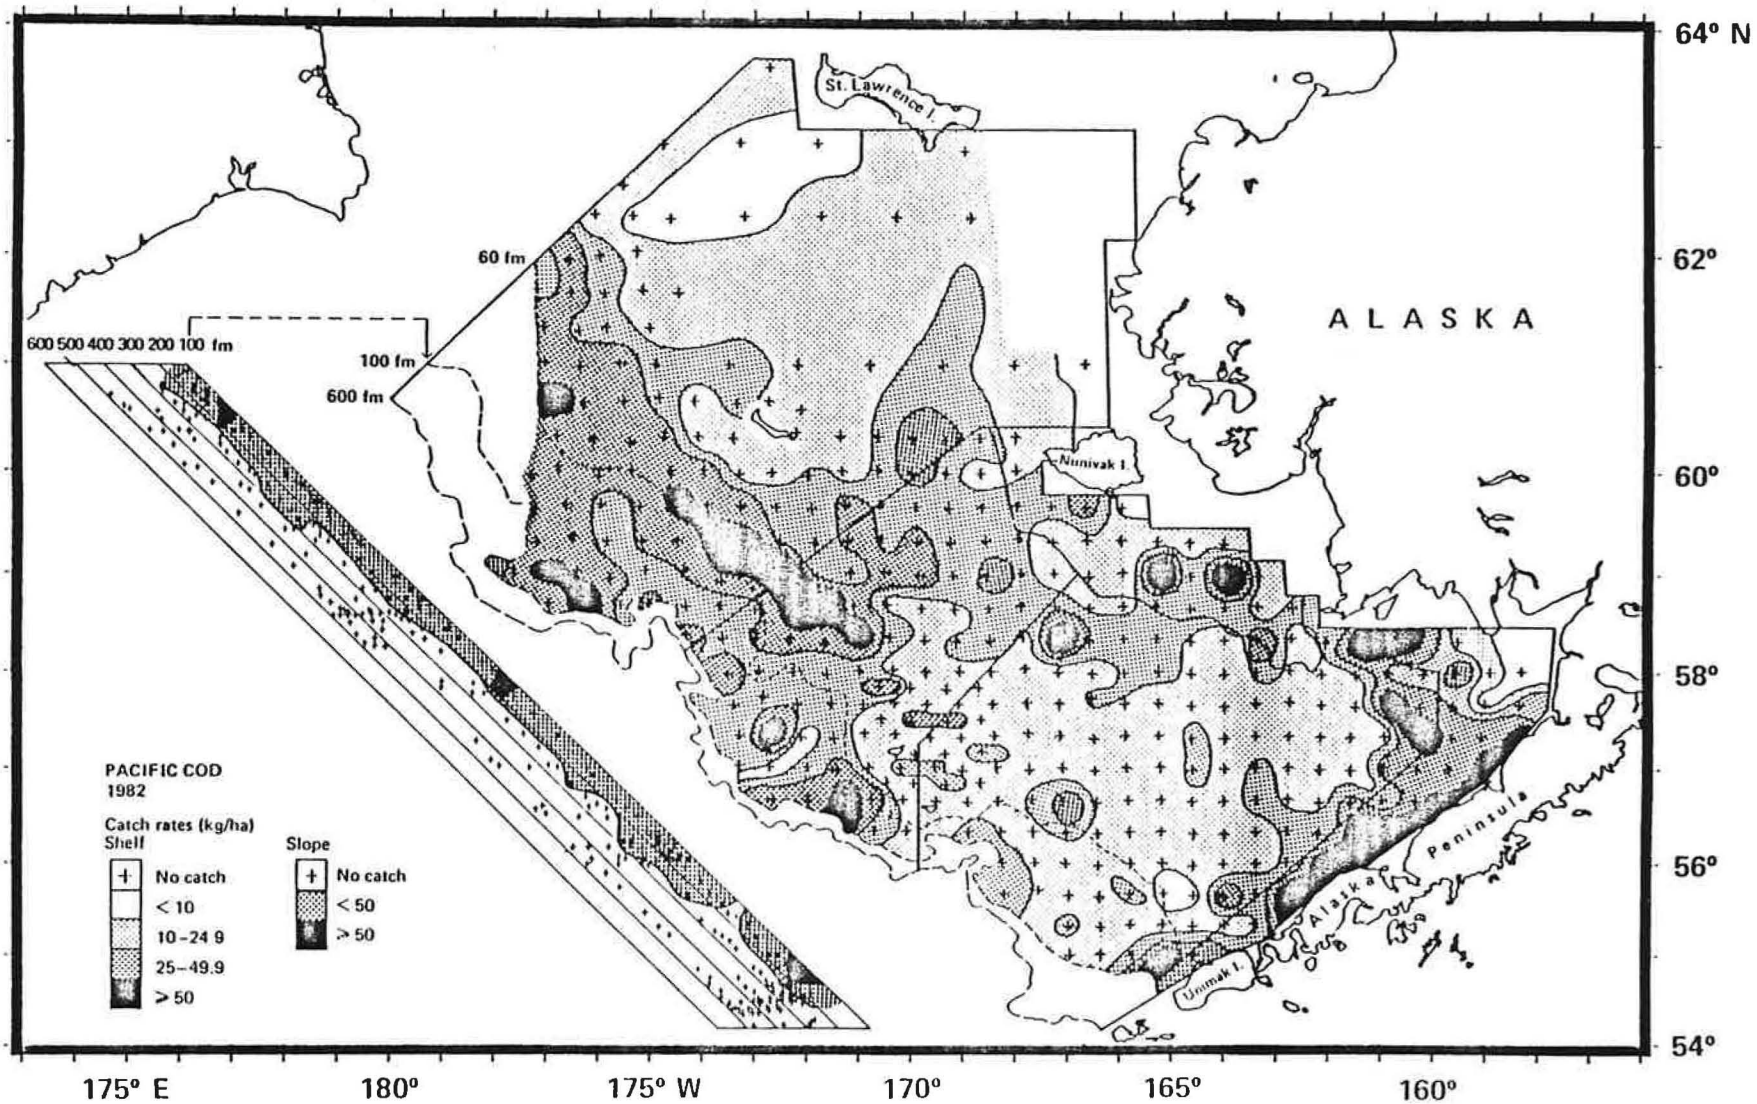 64° N
St. Lawrence I.
62°
60 fm
ALASKA
600 500 400 300 200 100 fm
100 fm
600 fm
Nunivak I.
60°
58°
PACIFIC COD
1982
Catch rates (kg/ha)
Shelf
Slope
No catch
No catch
< 10
< 50
10-24 9
≥ 50
25-49.9
≥ 50
Alaska Peninsula
56°
Unimak I.
54°
175° E
180°
175° W
170°
165°
160°